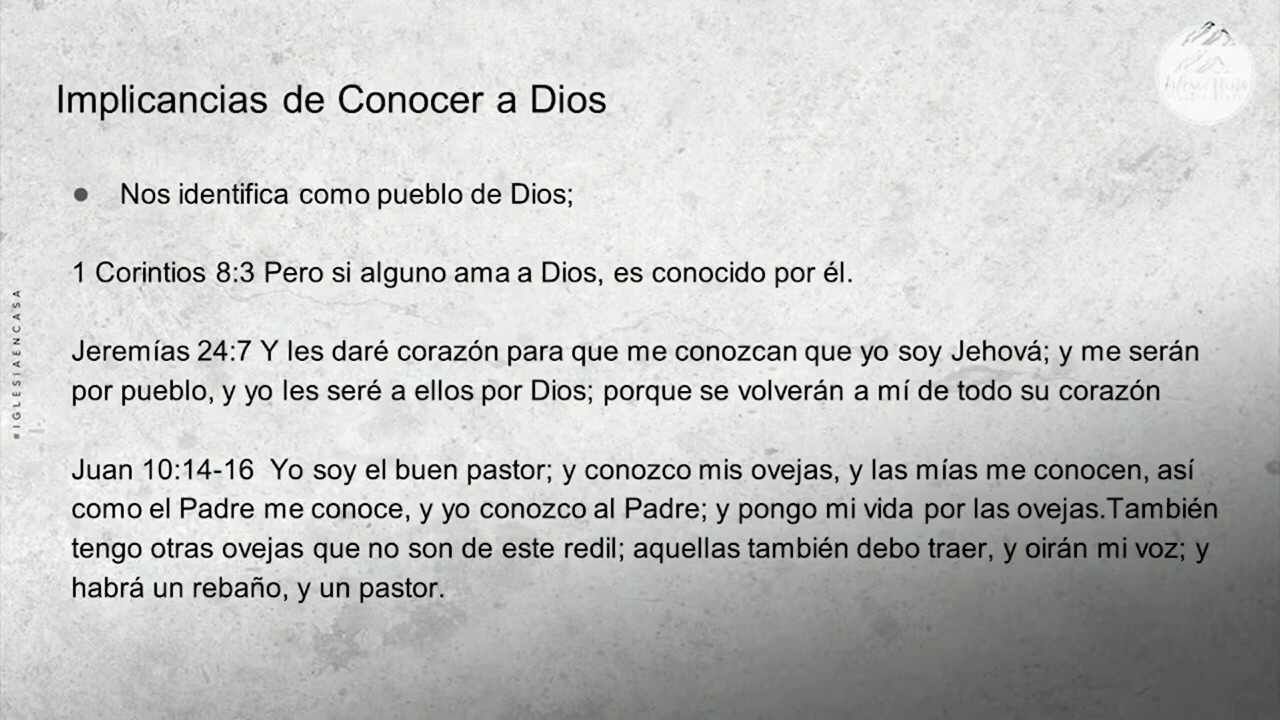 Implicancias de Conocer a Dios
● Nos identifica como pueblo de Dios;
1 Corintios 8:3 Pero si alguno ama a Dios, es conocido por él.
Jeremías 24:7 Y les daré corazón para que me conozcan que yo soy Jehová; y me serán
por pueblo, y yo les seré a ellos por Dios; porque se volverán a mí de todo su corazón
Juan 10:14-16  Yo soy el buen pastor; y conozco mis ovejas, y las mías me conocen, así
como el Padre me conoce, y yo conozco al Padre; y pongo mi vida por las ovejas.También
tengo otras ovejas que no son de este redil; aquellas también debo traer, y oirán mi voz; y
habrá un rebaño, y un pastor.
#IGLESIAENCASA